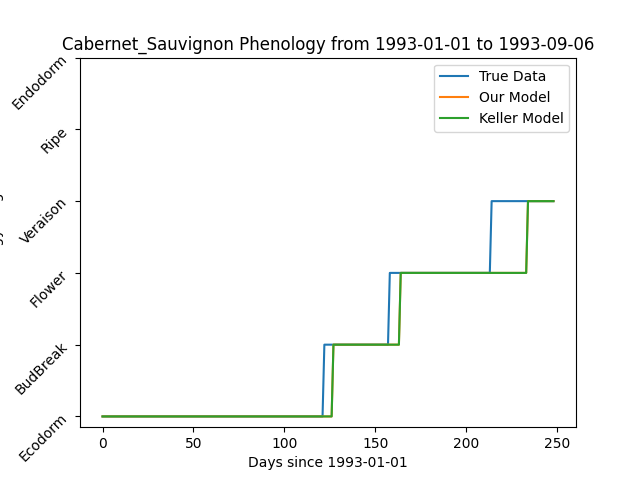 Cabernet_Sauvignon Phenology from 1993-01-01 to 1993-09-06
True Data
Our Model
Keller Model
Endodorm
Ripe
Veraison
Flower
BudBreak
Ecodorm
0 50 100 150 200 250
Days since 1993-01-01